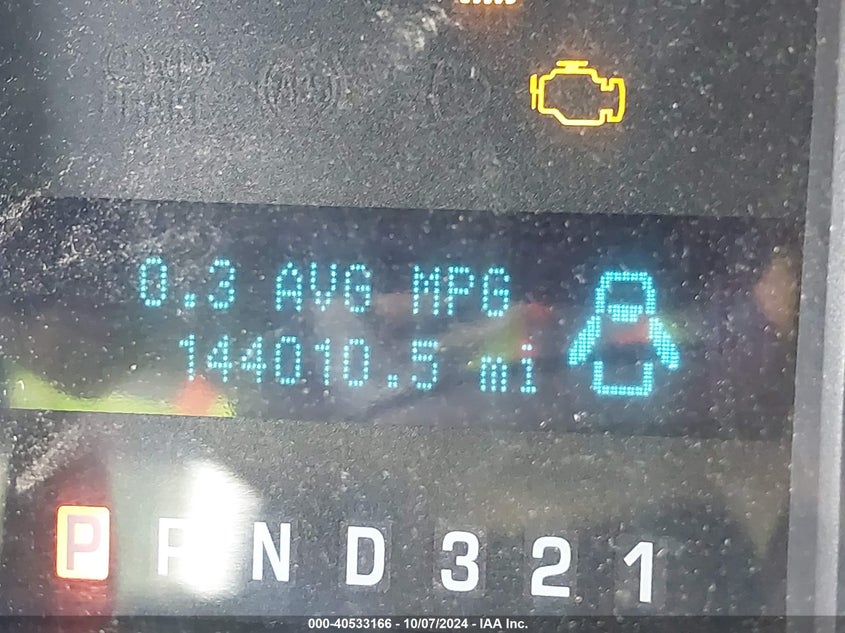 0.3 AVG MPG
144010.5 mi
P R N D 3 2 1
000-40533166 - 10/07/2024 - IAA Inc.